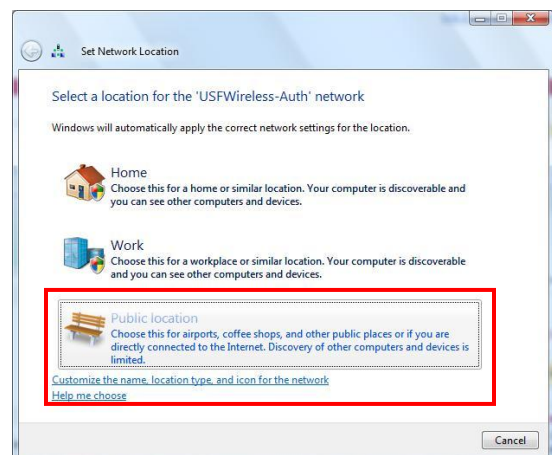 Set Network Location
Select a location for the 'USFWireless-Auth' network
Windows will automatically apply the correct network settings for the location.
Home
Choose this for a home or similar location. Your computer is discoverable and
you can see other computers and devices.
Work
Choose this for a workplace or similar location. Your computer is discoverable
and you can see other computers and devices.
Public location
Choose this for airports, coffee shops, and other public places or if you are
directly connected to the Internet. Discovery of other computers and devices is
limited.
Customize the name, location type, and icon for the network
Help me choose
Cancel